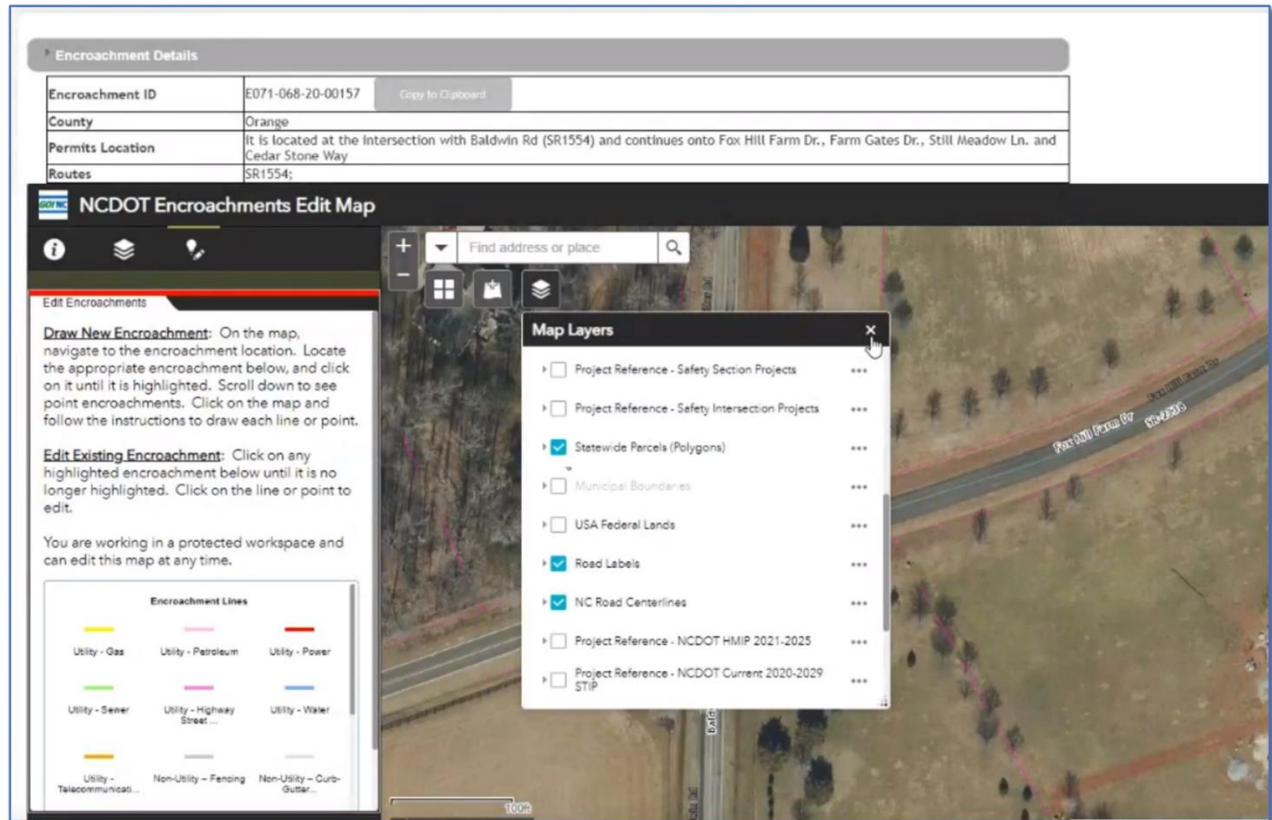 Encroachment Details
Encroachment ID
E071-068-20-00157
Copy to Clipboard
County
Orange
Permits Location
It is located at the intersection with Baldwin Rd (SR1554) and continues onto Fox Hill Farm Dr., Farm Gates Dr., Still Meadow Ln. and
Cedar Stone Way
Routes
SR1554;
NCDOT Encroachments Edit Map
Find address or place
Edit Encroachments
Draw New Encroachment: On the map,
navigate to the encroachment location. Locate
the appropriate encroachment below, and click
on it until it is highlighted. Scroll down to see
point encroachments. Click on the map and
follow the instructions to draw each line or point.
Edit Existing Encroachment: Click on any
highlighted encroachment below until it is no
longer highlighted. Click on the line or point to
edit.
You are working in a protected workspace and
can edit this map at any time.
Encroachment Lines
Utility - Gas
Utility - Petroleum
Utility - Power
Utility - Sewer
Utility - Highway
Street ...
Utility - Water
Utility -
Telecommunicati...
Non-Utility – Fencing
Non-Utility – Curb-
Gutter...
Map Layers
Project Reference - Safety Section Projects
Project Reference - Safety Intersection Projects
Statewide Parcels (Polygons)
Municipal Boundaries
USA Federal Lands
Road Labels
NC Road Centerlines
Project Reference - NCDOT HMIP 2021-2025
Project Reference - NCDOT Current 2020-2029
STIP
Fox Hill Farm Dr
Fox Hill Farm Dr
100ft